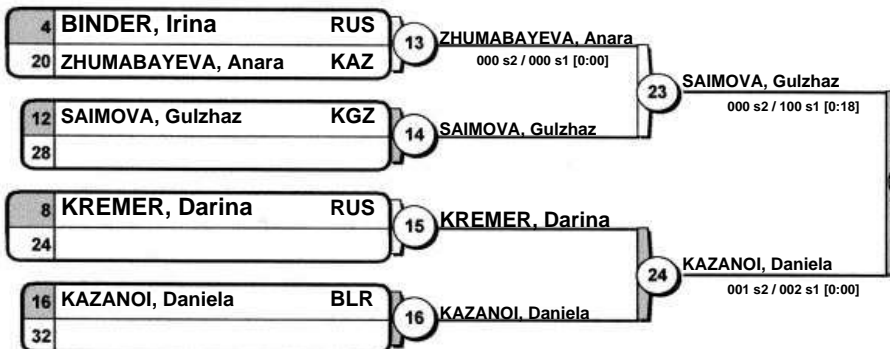 4 BINDER, Irina RUS
20 ZHUMABAYEVA, Anara KAZ
13 ZHUMABAYEVA, Anara
000 s2 / 000 s1 [0:00]
12 SAIMOVA, Gulzhaz KGZ
28
14 SAIMOVA, Gulzhaz
23 SAIMOVA, Gulzhaz
000 s2 / 100 s1 [0:18]
8 KREMER, Darina RUS
24
15 KREMER, Darina
16 KAZANOI, Daniela BLR
32
16 KAZANOI, Daniela
24 KAZANOI, Daniela
001 s2 / 002 s1 [0:00]